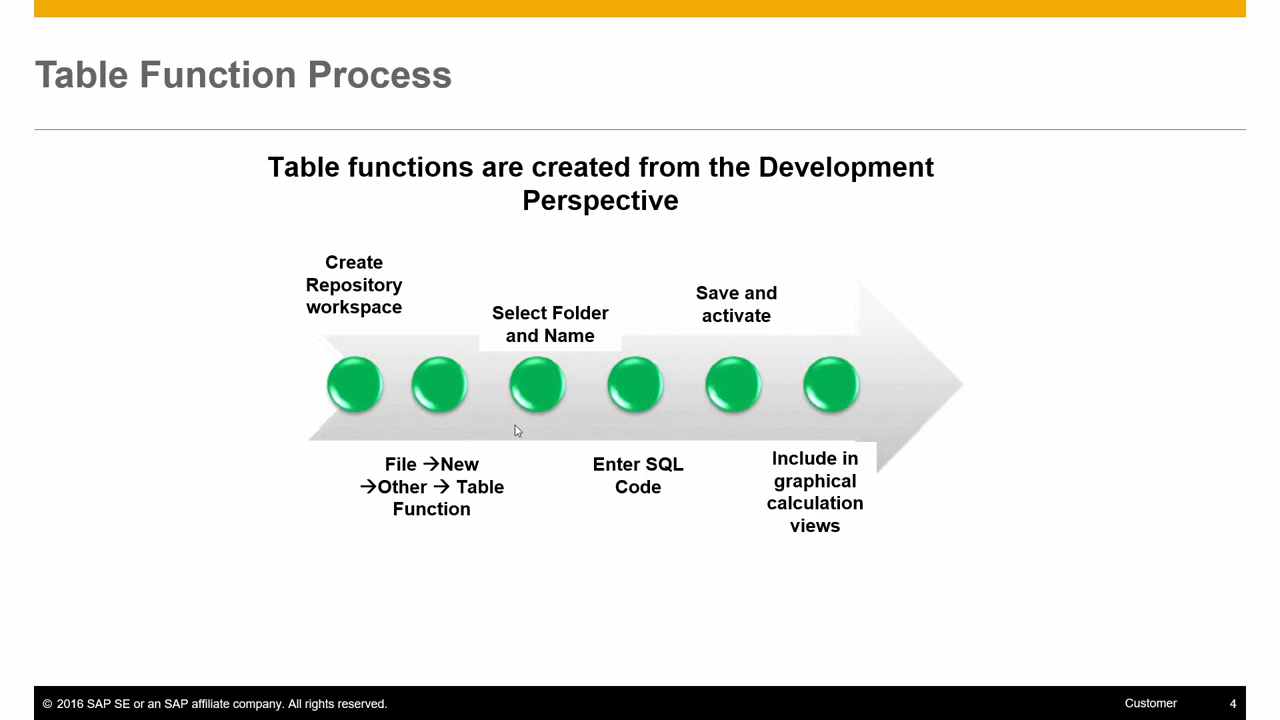 Table Function Process
Table functions are created from the Development
Perspective
Create
Repository
workspace
File →New
→Other → Table
Function
Select Folder
and Name
Enter SQL
Code
Save and
activate
Include in
graphical
calculation
views
© 2016 SAP SE or an SAP affiliate company. All rights reserved.
Customer
4